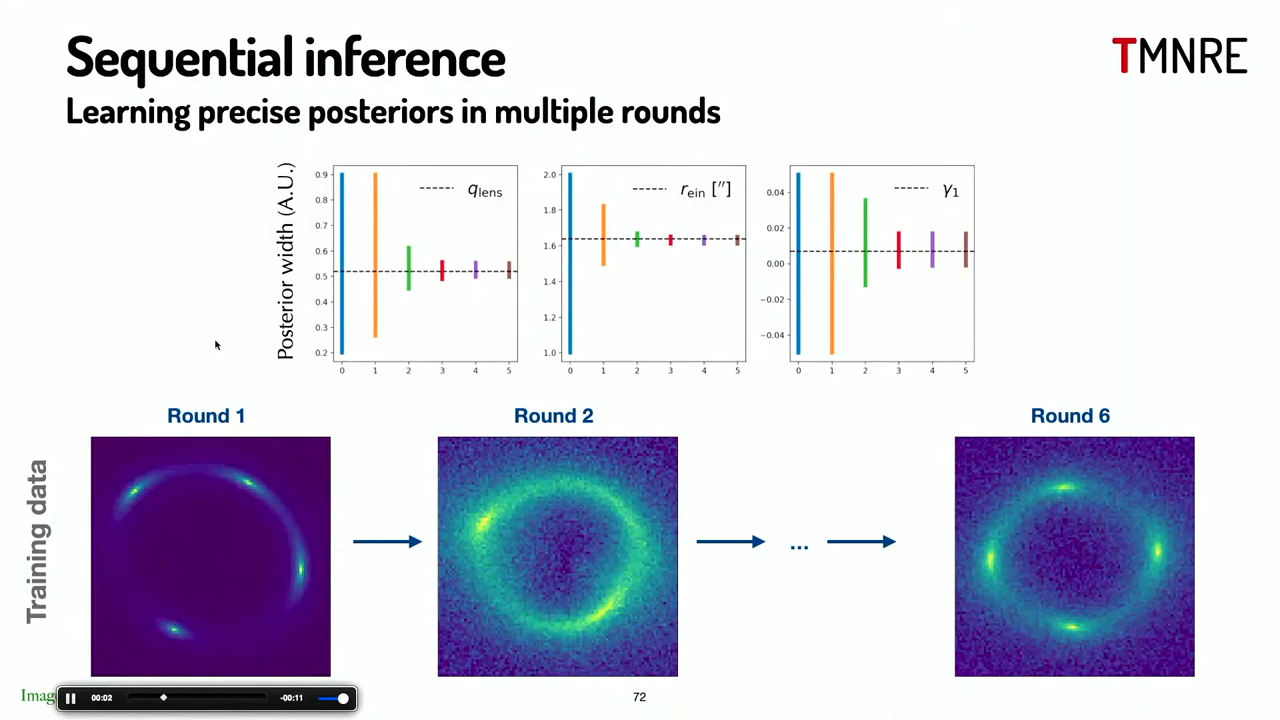 Sequential inference
TMNRE
Learning precise posteriors in multiple rounds
Posterior width (A.U.)
0.9
0.8
0.7
0.6
0.5
0.4
0.3
0.2
q_lens
0 1 2 3 4 5
2.0
1.8
1.6
1.4
1.2
1.0
r_ein ["]
0 1 2 3 4 5
0.04
0.02
0.00
−0.02
−0.04
γ_1
0 1 2 3 4 5
Round 1
Round 2
Round 6
Training data
...
Imag
00:02
-00:11
72